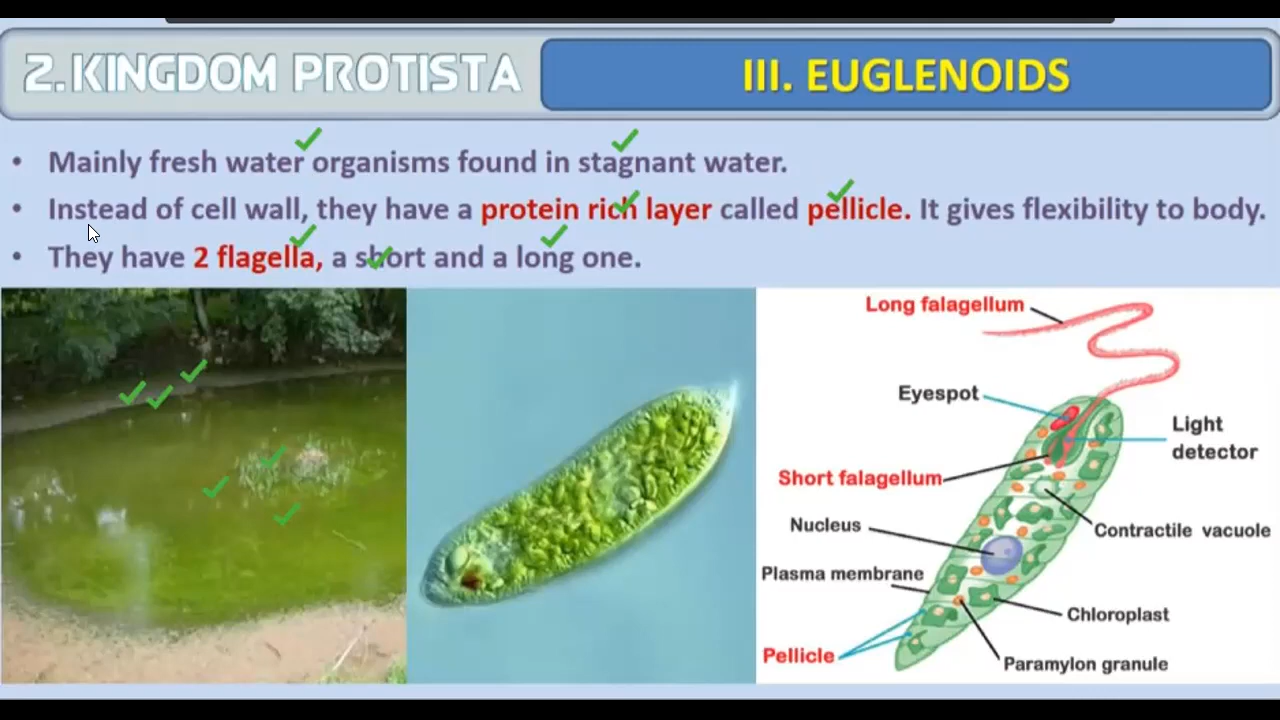 2. KINGDOM PROTISTA
III. EUGLENOIDS
• Mainly fresh water organisms found in stagnant water.
• Instead of cell wall, they have a protein rich layer called pellicle. It gives flexibility to body.
• They have 2 flagella, a short and a long one.
Long falagellum
Eyespot
Light
detector
Short falagellum
Nucleus
Contractile vacuole
Plasma membrane
Chloroplast
Pellicle
Paramylon granule